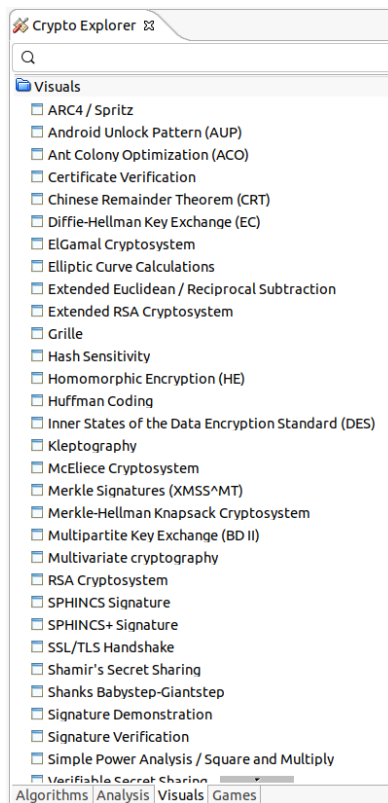 Crypto Explorer
Visuals
ARC4 / Spritz
Android Unlock Pattern (AUP)
Ant Colony Optimization (ACO)
Certificate Verification
Chinese Remainder Theorem (CRT)
Diffie-Hellman Key Exchange (EC)
ElGamal Cryptosystem
Elliptic Curve Calculations
Extended Euclidean / Reciprocal Subtraction
Extended RSA Cryptosystem
Grille
Hash Sensitivity
Homomorphic Encryption (HE)
Huffman Coding
Inner States of the Data Encryption Standard (DES)
Kleptography
McEliece Cryptosystem
Merkle Signatures (XMSS^MT)
Merkle-Hellman Knapsack Cryptosystem
Multipartite Key Exchange (BD II)
Multivariate cryptography
RSA Cryptosystem
SPHINCS Signature
SPHINCS+ Signature
SSL/TLS Handshake
Shamir's Secret Sharing
Shanks Babystep-Giantstep
Signature Demonstration
Signature Verification
Simple Power Analysis / Square and Multiply
Verifiable Secret Sharing
Algorithms Analysis Visuals Games